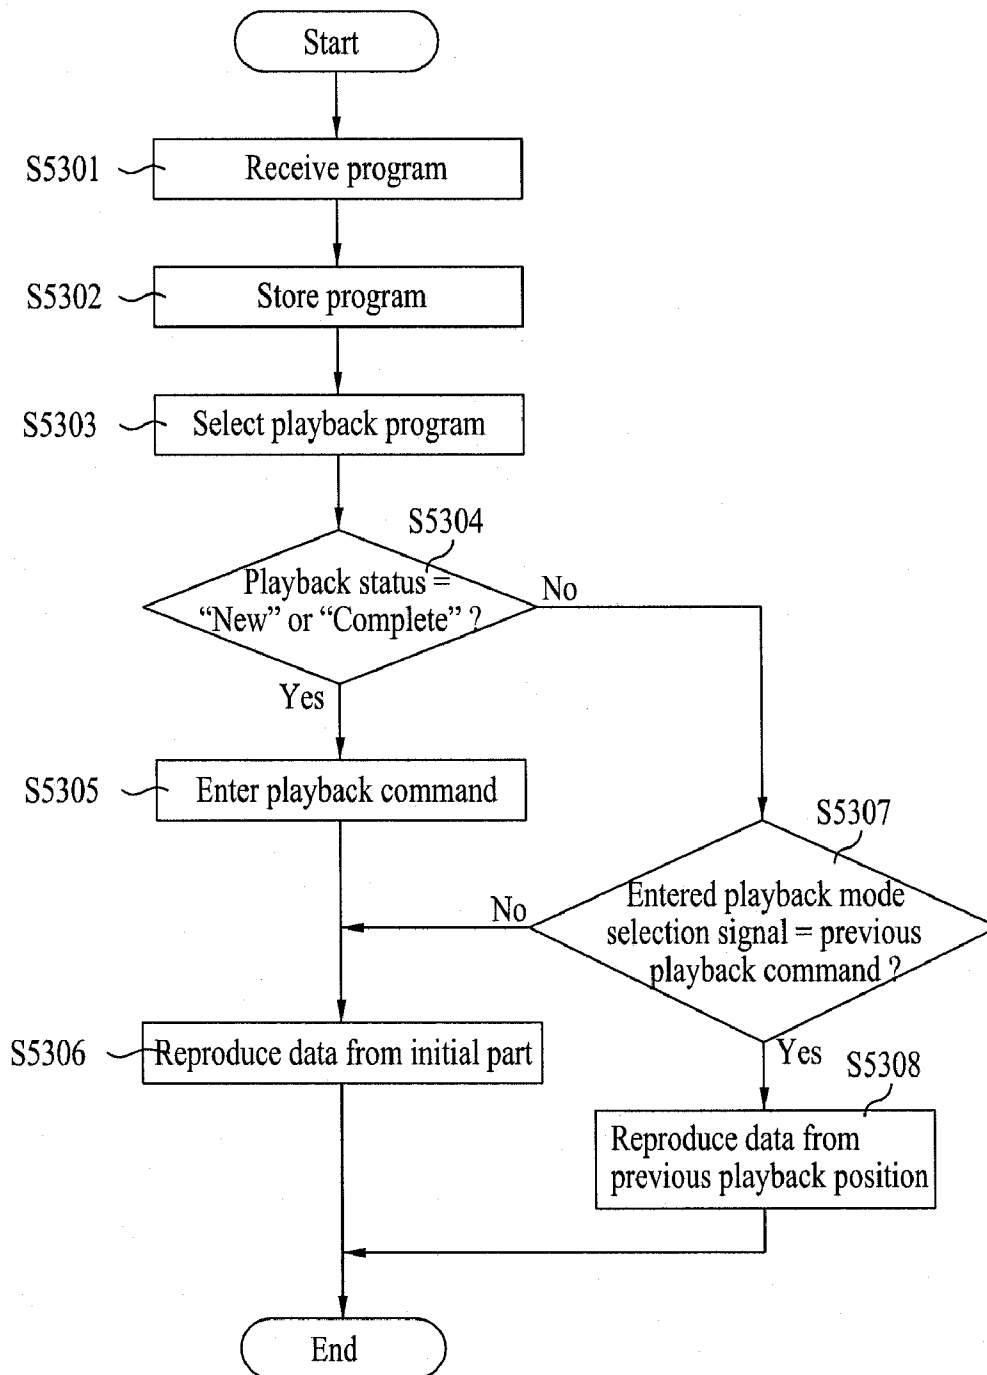 Start
S5301
Receive program
S5302
Store program
S5303
Select playback program
S5304
Playback status =
“New” or “Complete” ?
No
Yes
S5305
Enter playback command
S5307
Entered playback mode
selection signal = previous
playback command ?
No
Yes
S5306
Reproduce data from initial part
S5308
Reproduce data from
previous playback position
End